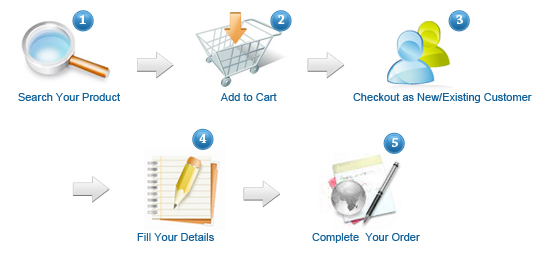 1
2
3
Search Your Product
Add to Cart
Checkout as New/Existing Customer
4
5
Fill Your Details
Complete Your Order